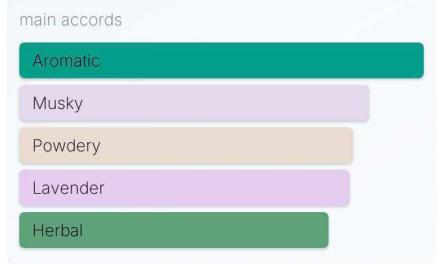 main accords
Aromatic
Musky
Powdery
Lavender
Herbal